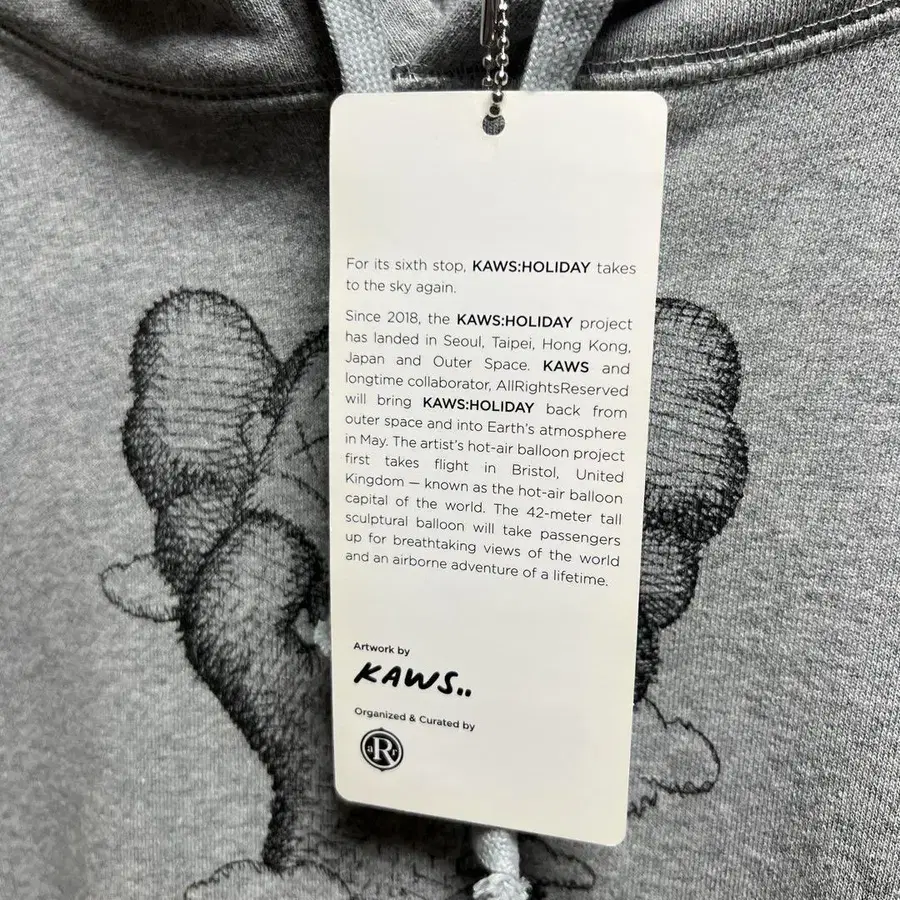 For its sixth stop, KAWS:HOLIDAY takes
to the sky again.
Since 2018, the KAWS:HOLIDAY project
has landed in Seoul, Taipei, Hong Kong,
Japan and Outer Space. KAWS and
longtime collaborator, AllRightsReserved
will bring KAWS:HOLIDAY back from
outer space and into Earth's atmosphere
in May. The artist's hot-air balloon project
first takes flight in Bristol, United
Kingdom — known as the hot-air balloon
capital of the world. The 42-meter tall
sculptural balloon will take passengers
up for breathtaking views of the world
and an airborne adventure of a lifetime.
Artwork by
KAWS..
Organized & Curated by
aRr